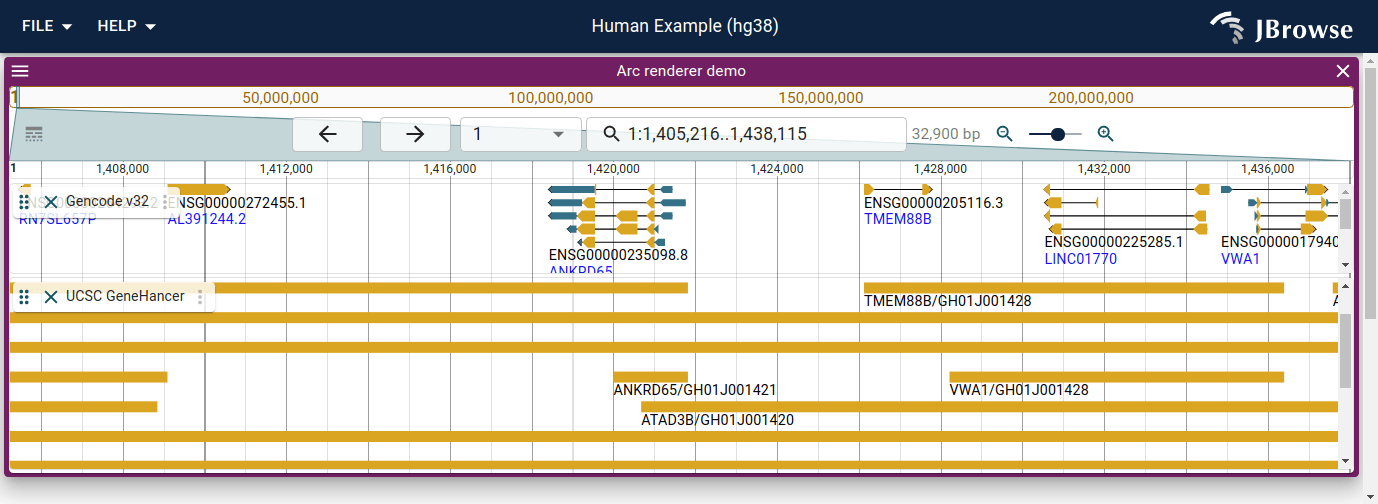 FILE HELP Human Example (hg38) JBrowse
Arc renderer demo
1 50,000,000 100,000,000 150,000,000 200,000,000
1 1:1,405,216..1,438,115 32,900 bp
1 1,408,000 1,412,000 1,416,000 1,420,000 1,424,000 1,428,000 1,432,000 1,436,000
Gencode v32
ENSG00000272455.1 ENSG00000205116.3
RN7SL657P AL391244.2 TMEM88B
ENSG00000225285.1 ENSG0000017940
ENSG00000235098.8
ANKRD65 LINC01770 VWA1
UCSC GeneHancer
TMEM88B/GH01J001428
ANKRD65/GH01J001421 VWA1/GH01J001428
ATAD3B/GH01J001420